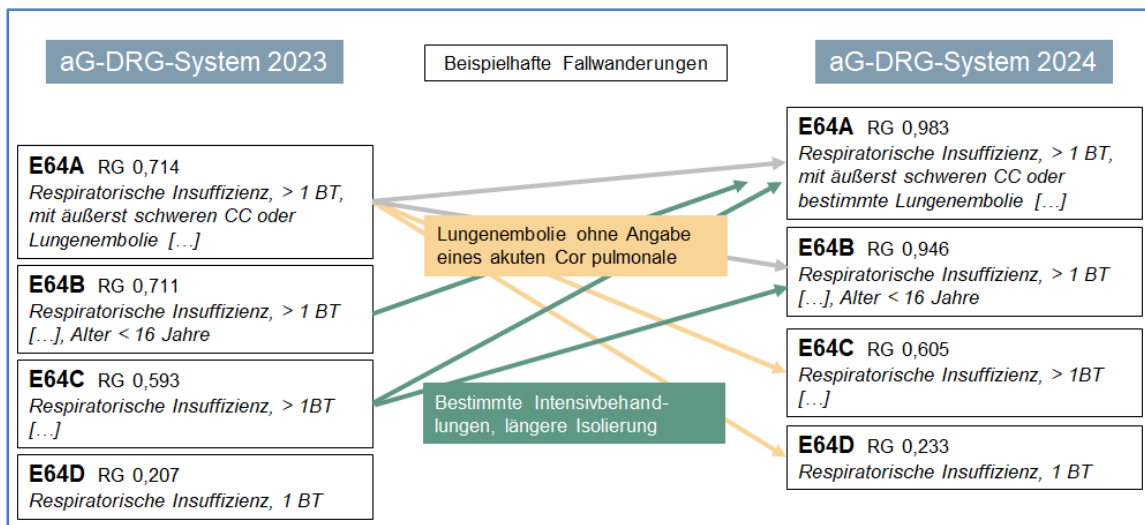 aG-DRG-System 2023
Beispielhafte Fallwanderungen
aG-DRG-System 2024
E64A RG 0,714
Respiratorische Insuffizienz, > 1 BT,
mit äußerst schweren CC oder
Lungenembolie [...]
E64B RG 0,711
Respiratorische Insuffizienz, > 1 BT
[...], Alter < 16 Jahre
E64C RG 0,593
Respiratorische Insuffizienz, > 1BT
[...]
E64D RG 0,207
Respiratorische Insuffizienz, 1 BT
Lungenembolie ohne Angabe
eines akuten Cor pulmonale
Bestimmte Intensivbehand-
lungen, längere Isolierung
E64A RG 0,983
Respiratorische Insuffizienz, > 1 BT,
mit äußerst schweren CC oder
bestimmte Lungenembolie [...]
E64B RG 0,946
Respiratorische Insuffizienz, > 1 BT
[...], Alter < 16 Jahre
E64C RG 0,605
Respiratorische Insuffizienz, > 1BT
[...]
E64D RG 0,233
Respiratorische Insuffizienz, 1 BT